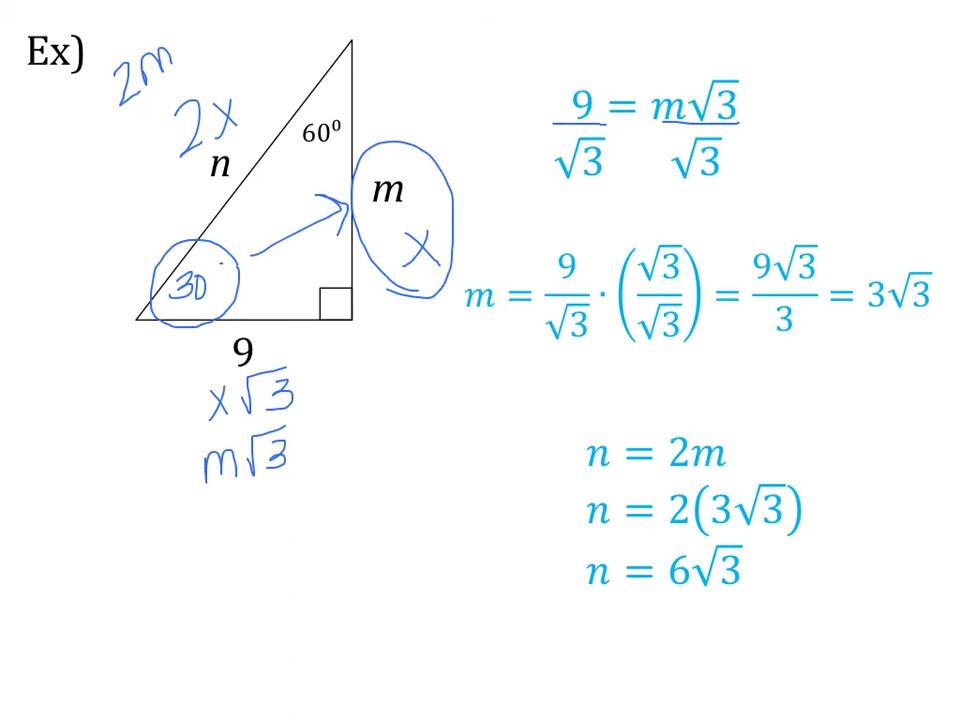 Ex)
2m
2x
n
60⁰
m
x
30
9
x√3
m√3
9 = m√3
√3 √3
m = 9/√3 · (√3/√3) = 9√3/3 = 3√3
n = 2m
n = 2(3√3)
n = 6√3